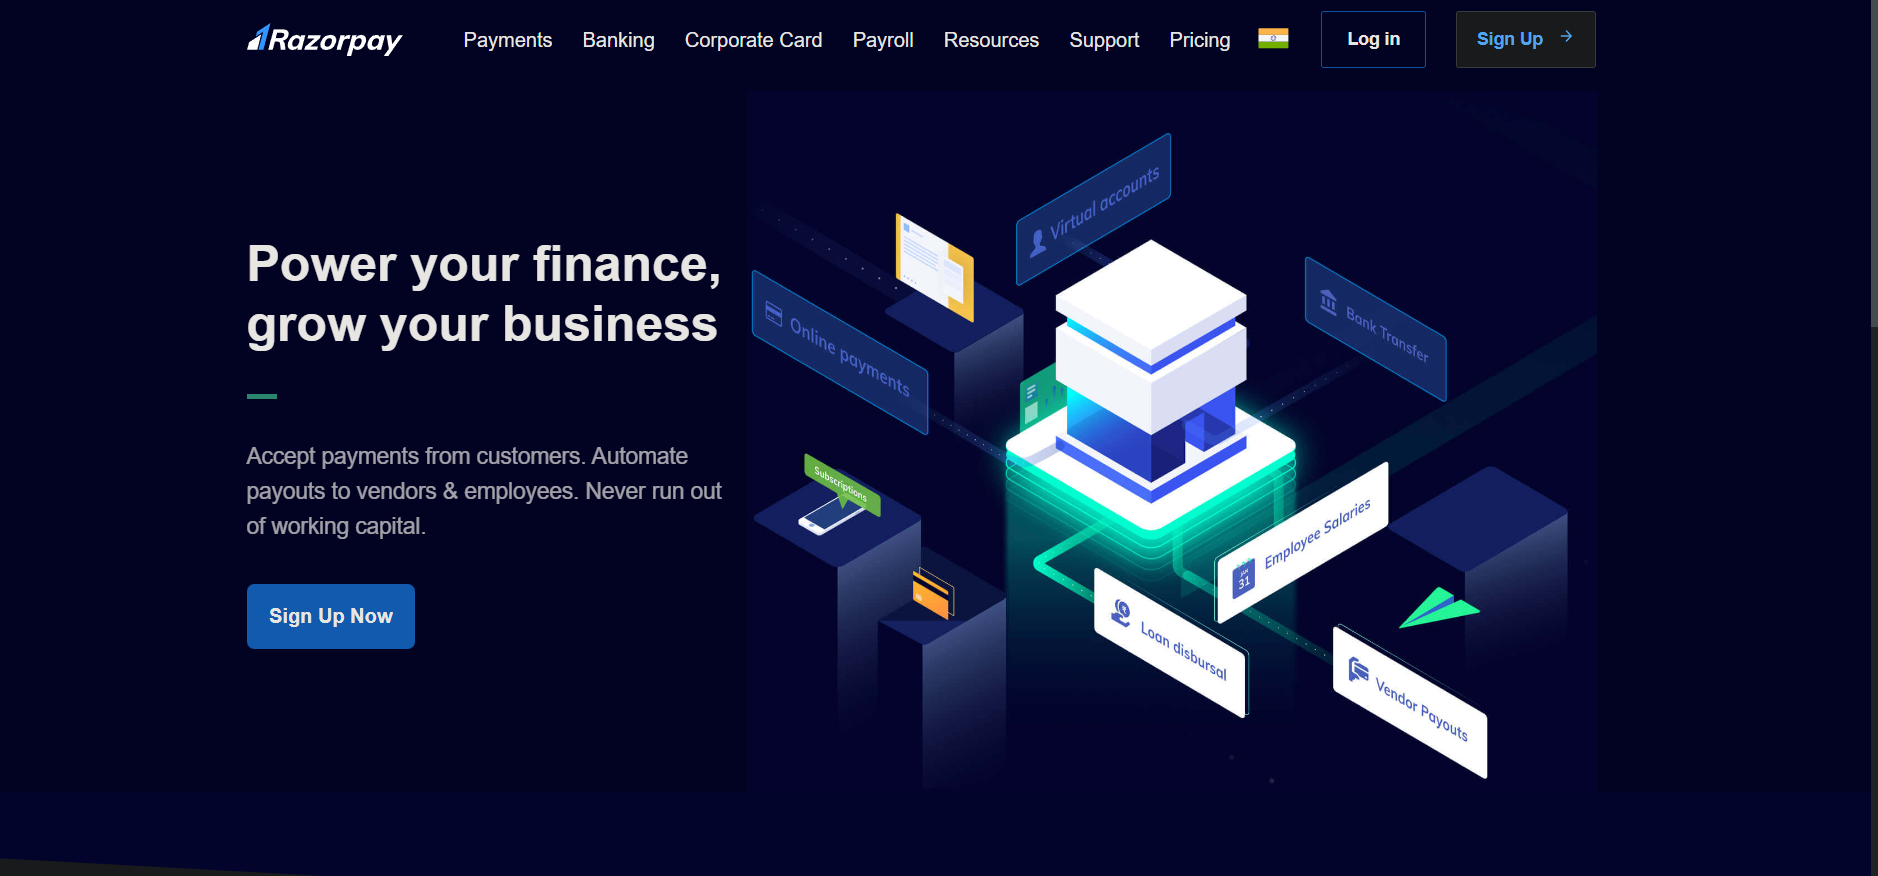 Razorpay
Payments
Banking
Corporate Card
Payroll
Resources
Support
Pricing
Log in
Sign Up
Power your finance,
grow your business
Accept payments from customers. Automate
payouts to vendors & employees. Never run out
of working capital.
Sign Up Now
Virtual accounts
Online payments
Bank Transfer
Subscriptions
Employee Salaries
JAN
31
Loan disbursal
Vendor Payouts